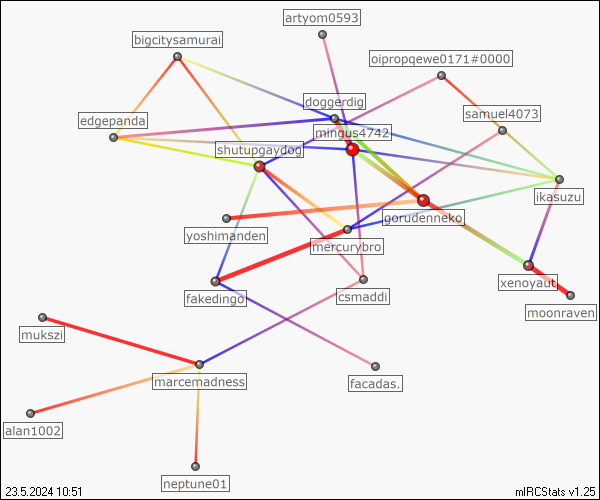 artyom0593
bigcitysamurai
oipropqewe0171#0000
doggerdig
samuel4073
edgepanda
mingus4742
shutupgaydog
ikasuzu
gorudenneko
yoshimanden
mercurybro
xenoyaut
fakedingo
csmaddi
moonraven
mukszi
marcemadness
facadas.
alan1002
neptune01
23.5.2024 10:51
mIRCStats v1.25